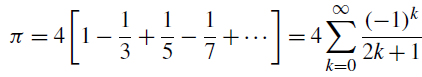 π = 4 [ 1 − 1/3 + 1/5 − 1/7 + ⋯ ] = 4 ∑_{k=0}^{∞} (−1)^k / (2k + 1)